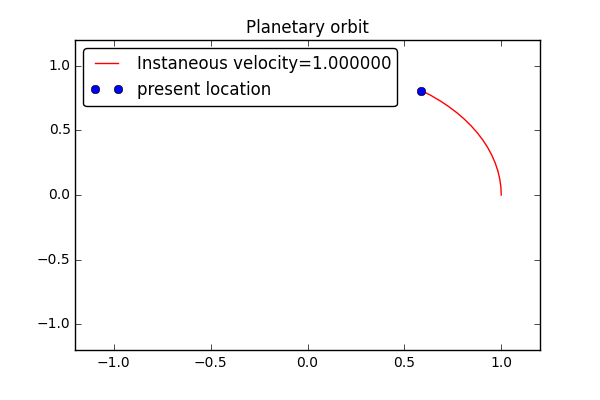 Planetary orbit
Instaneous velocity=1.000000
present location
1.0
0.5
0.0
−0.5
−1.0
−1.0 −0.5 0.0 0.5 1.0